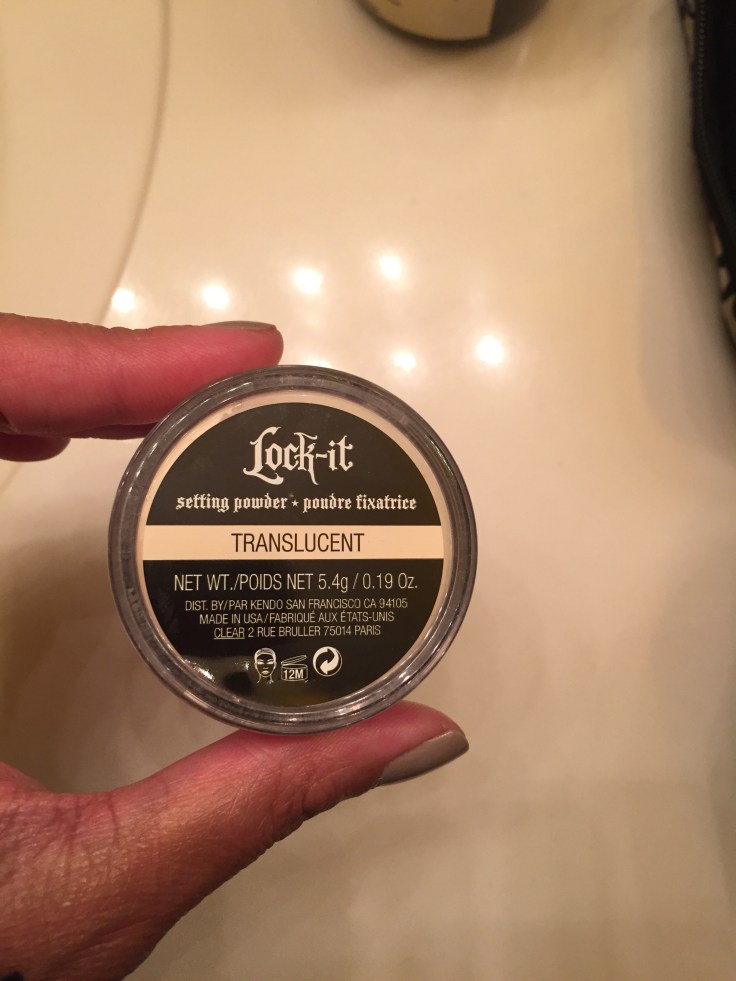 Lock-it
setting powder ⋆ poudre fixatrice
TRANSLUCENT
NET WT./POIDS NET 5.4g / 0.19 Oz.
DIST. BY/PAR KENDO SAN FRANCISCO CA 94105
MADE IN USA/FABRIQUÉ AUX ÉTATS-UNIS
CLEAR 2 RUE BRULLER 75014 PARIS
12M